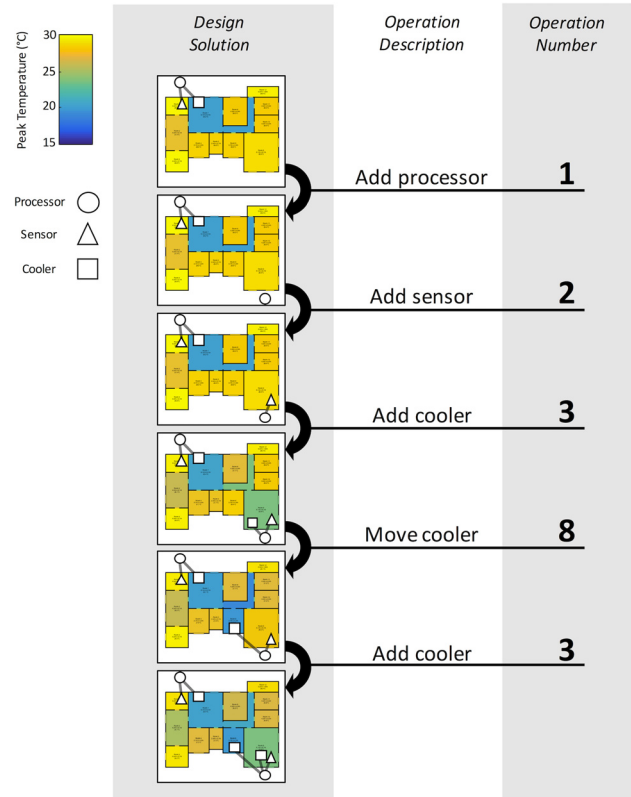 Design
Solution
Operation
Description
Operation
Number
Peak Temperature (°C)
30
25
20
15
Processor
Sensor
Cooler
Add processor
1
Add sensor
2
Add cooler
3
Move cooler
8
Add cooler
3